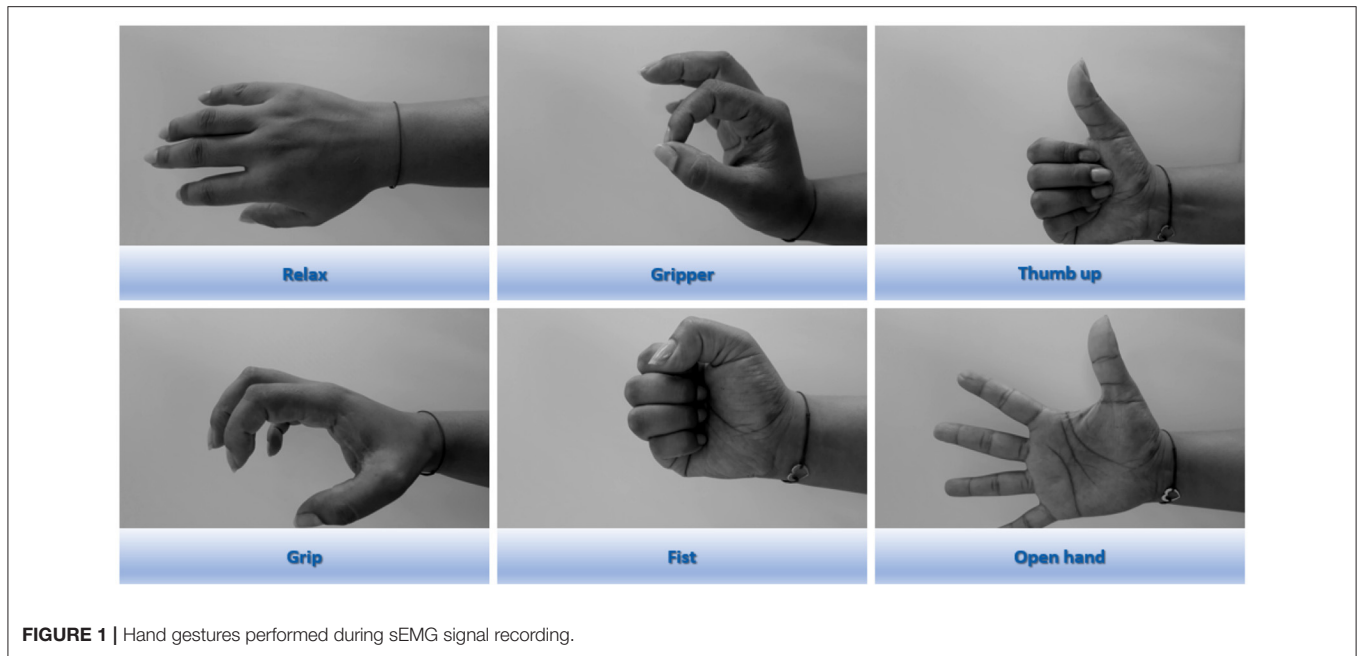 Relax
Gripper
Thumb up
Grip
Fist
Open hand
FIGURE 1 | Hand gestures performed during sEMG signal recording.